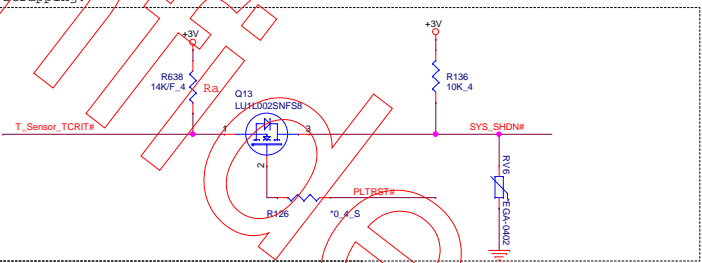 +3V
+3V
R638
14K/F_4
Ra
R136
10K_4
Q13
LU1L002SNFS8
T_Sensor_TCRIT#
1
3
SYS_SHDN#
2
RV6
EGA-0402
PLTRST#
R126
*0_4_S